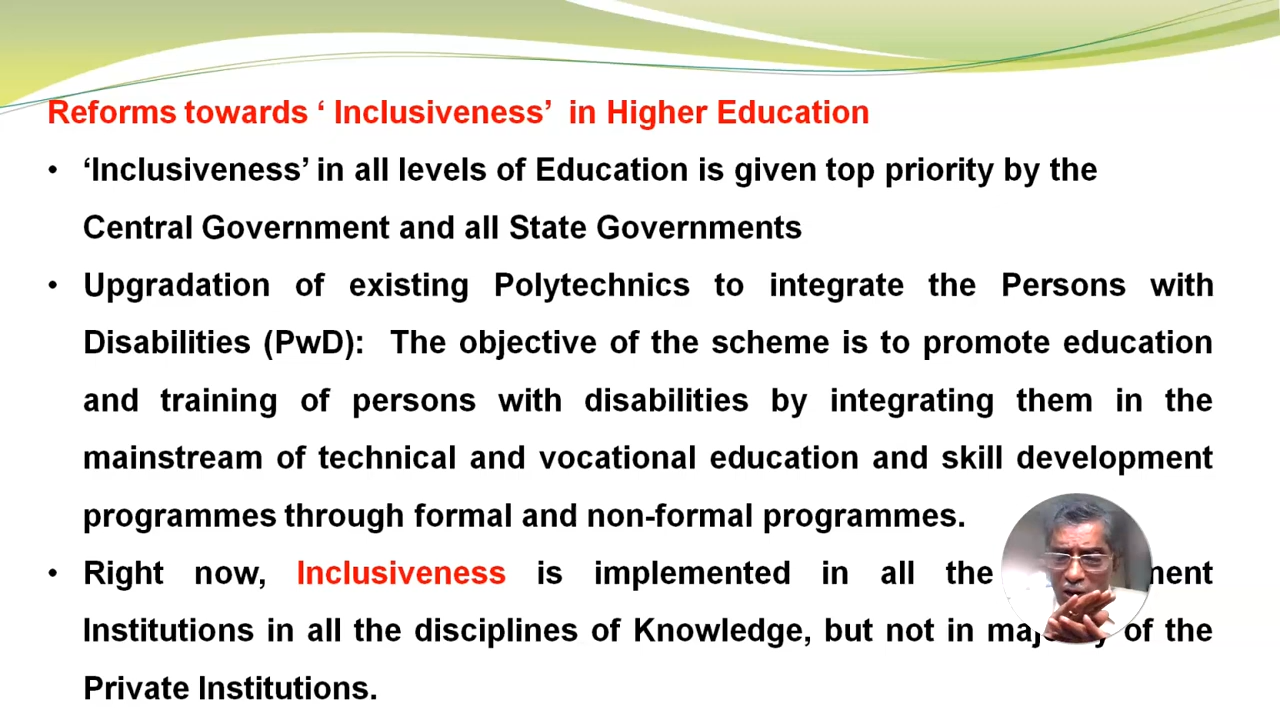 Reforms towards ‘ Inclusiveness’ in Higher Education
• ‘Inclusiveness’ in all levels of Education is given top priority by the
Central Government and all State Governments
• Upgradation of existing Polytechnics to integrate the Persons with
Disabilities (PwD): The objective of the scheme is to promote education
and training of persons with disabilities by integrating them in the
mainstream of technical and vocational education and skill development
programmes through formal and non-formal programmes.
• Right now, Inclusiveness is implemented in all the
Institutions in all the disciplines of Knowledge, but not in of the
Private Institutions.